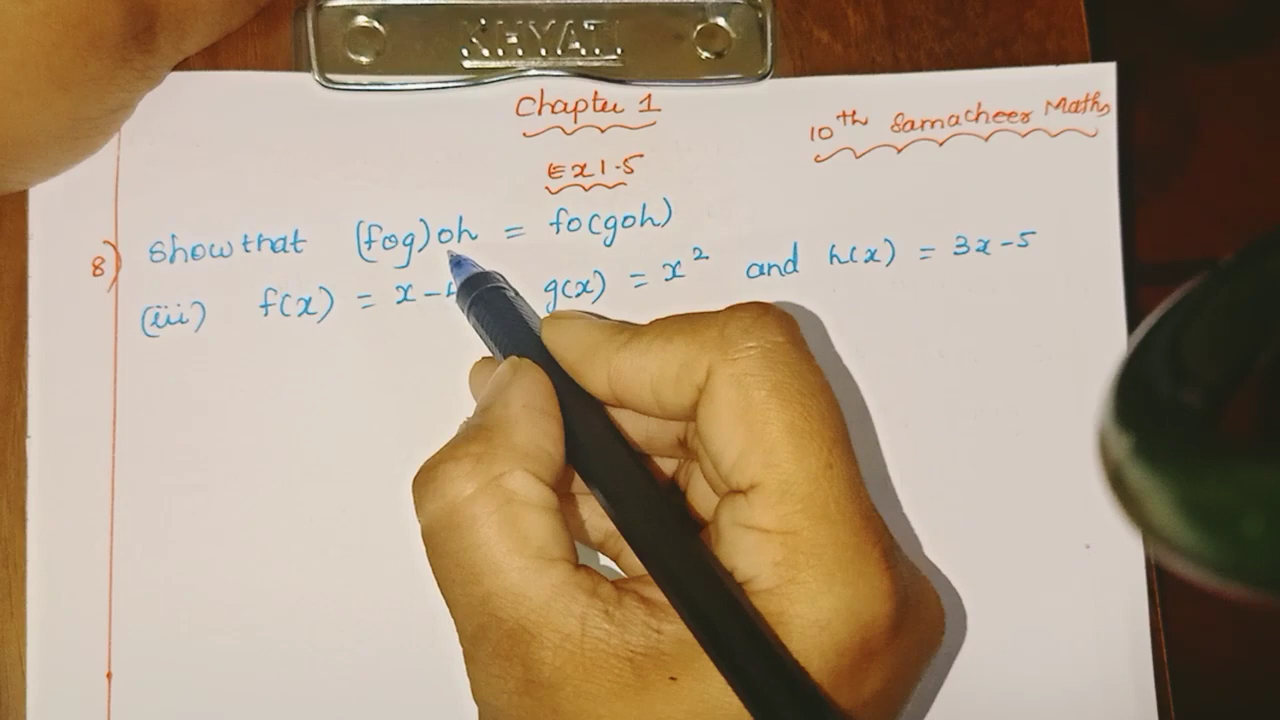 KHYATI
Chapter 1
10th Samacheer Maths
Ex 1.5
8) Show that (fog)oh = fo(goh)
(iii) f(x) = x - g(x) = x² and h(x) = 3x-5